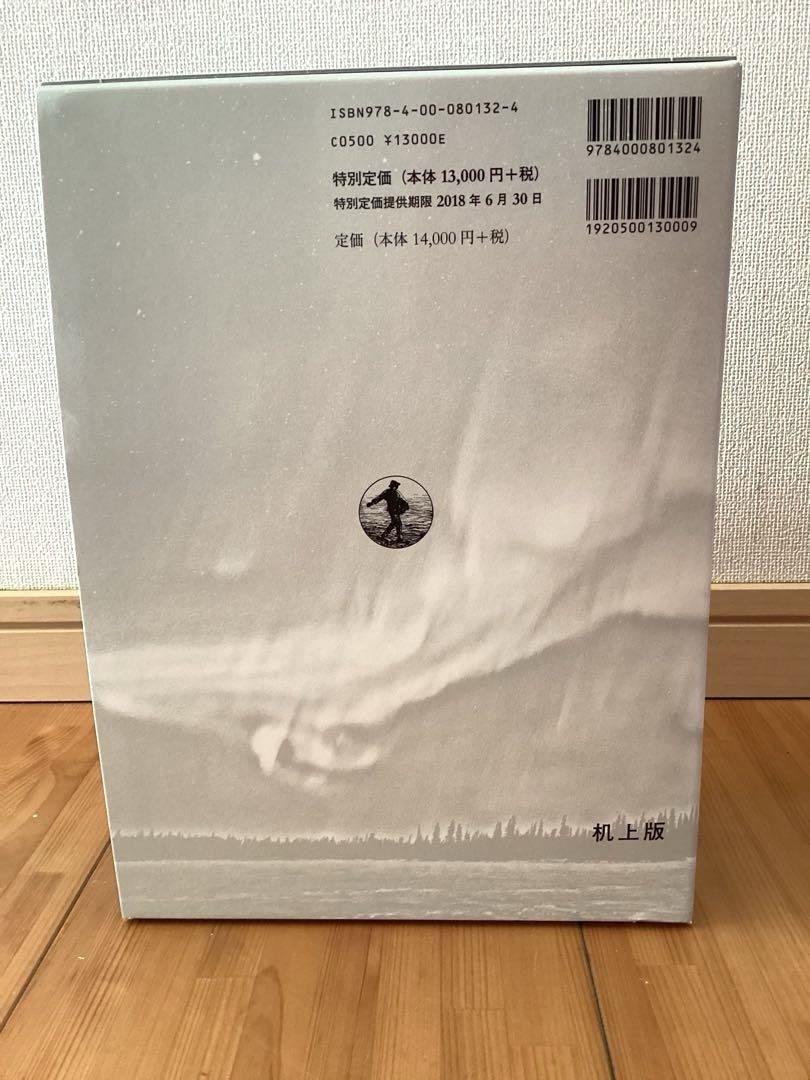 ISBN978-4-00-080132-4
C0500 ¥13000E
特別定価（本体 13,000 円＋税）
特別定価提供期限 2018 年 6 月 30 日
定価（本体 14,000 円＋税）
9784000801324
1920500130009
机上版